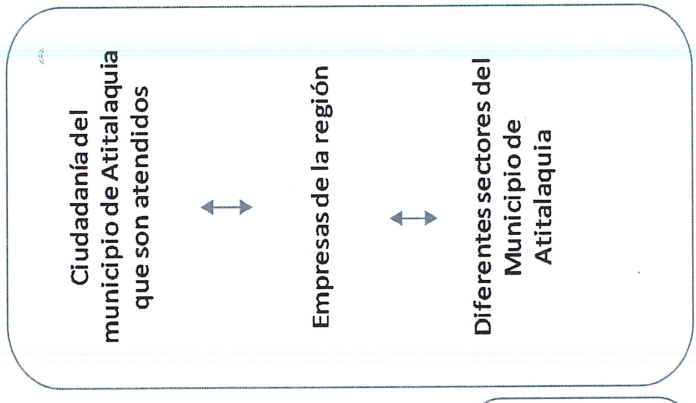 Ciudadanía del
municipio de Atitalaquia
que son atendidos
Empresas de la región
Diferentes sectores del
Municipio de
Atitalaquia